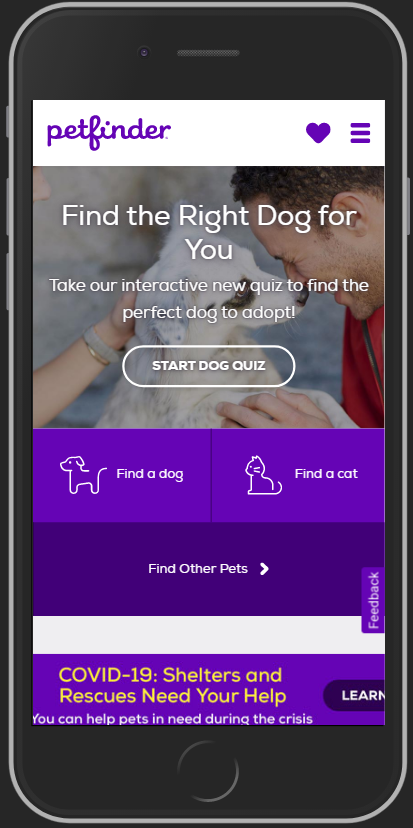 petfinder
Find the Right Dog for
You
Take our interactive new quiz to find the
perfect dog to adopt!
START DOG QUIZ
Find a dog
Find a cat
Find Other Pets
Feedback
COVID-19: Shelters and
Rescues Need Your Help
LEARN
You can help pets in need during the crisis